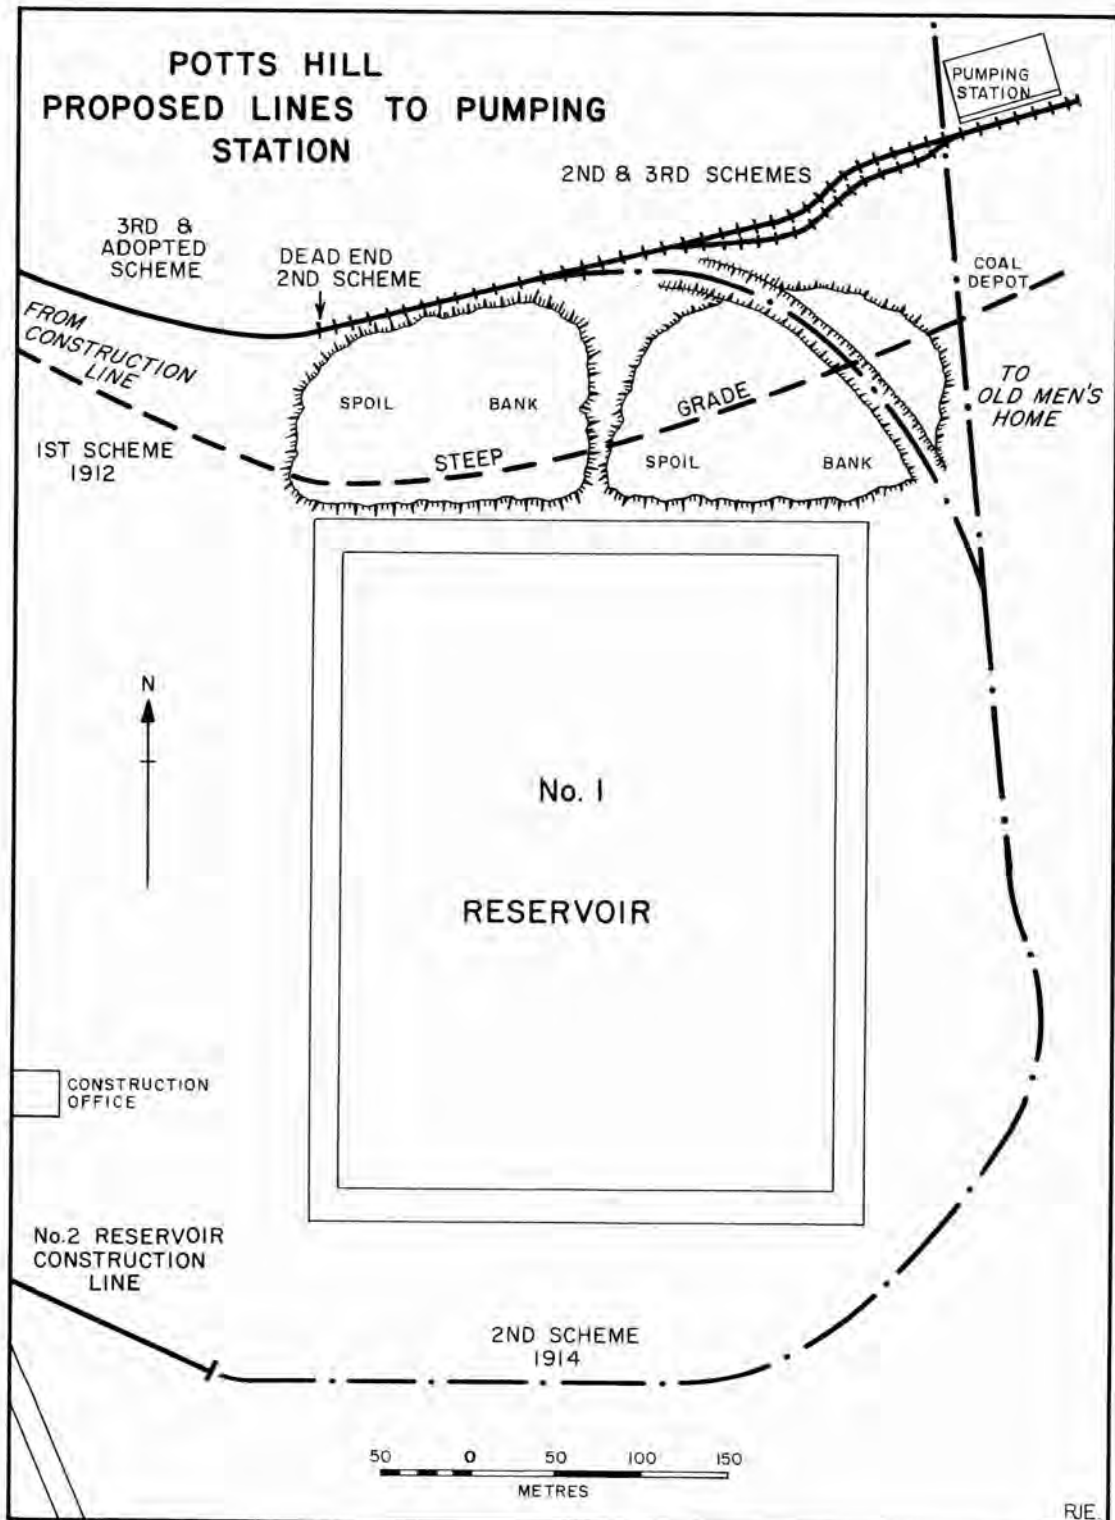 POTTS HILL
PROPOSED LINES TO PUMPING
STATION
PUMPING
STATION
2ND & 3RD SCHEMES
3RD &
ADOPTED
SCHEME
DEAD END
2ND SCHEME
COAL
DEPOT
FROM
CONSTRUCTION
LINE
TO
OLD MEN'S
HOME
SPOIL BANK
GRADE
1ST SCHEME
1912
STEEP
SPOIL BANK
N
No. 1
RESERVOIR
CONSTRUCTION
OFFICE
No.2 RESERVOIR
CONSTRUCTION
LINE
2ND SCHEME
1914
50 0 50 100 150
METRES
RJE.